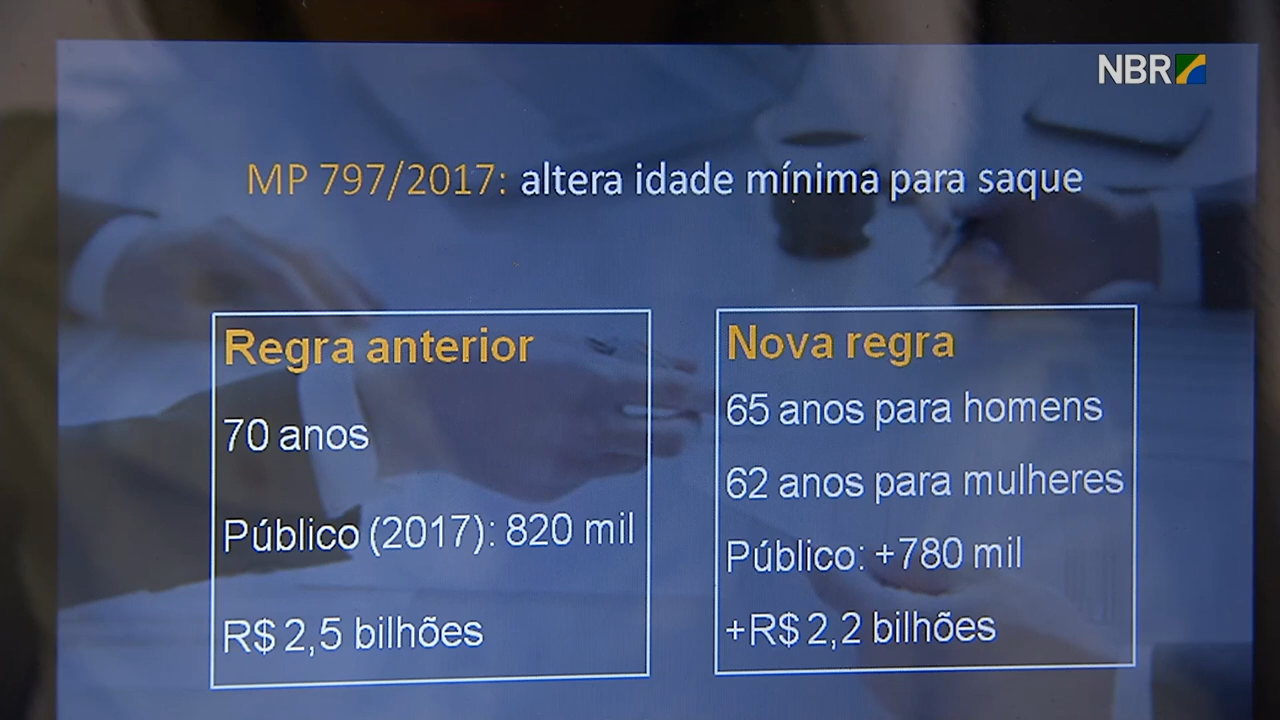 NBR
MP 797/2017: altera idade mínima para saque
Regra anterior
70 anos
Público (2017): 820 mil
R$ 2,5 bilhões
Nova regra
65 anos para homens
62 anos para mulheres
Público: +780 mil
+R$ 2,2 bilhões